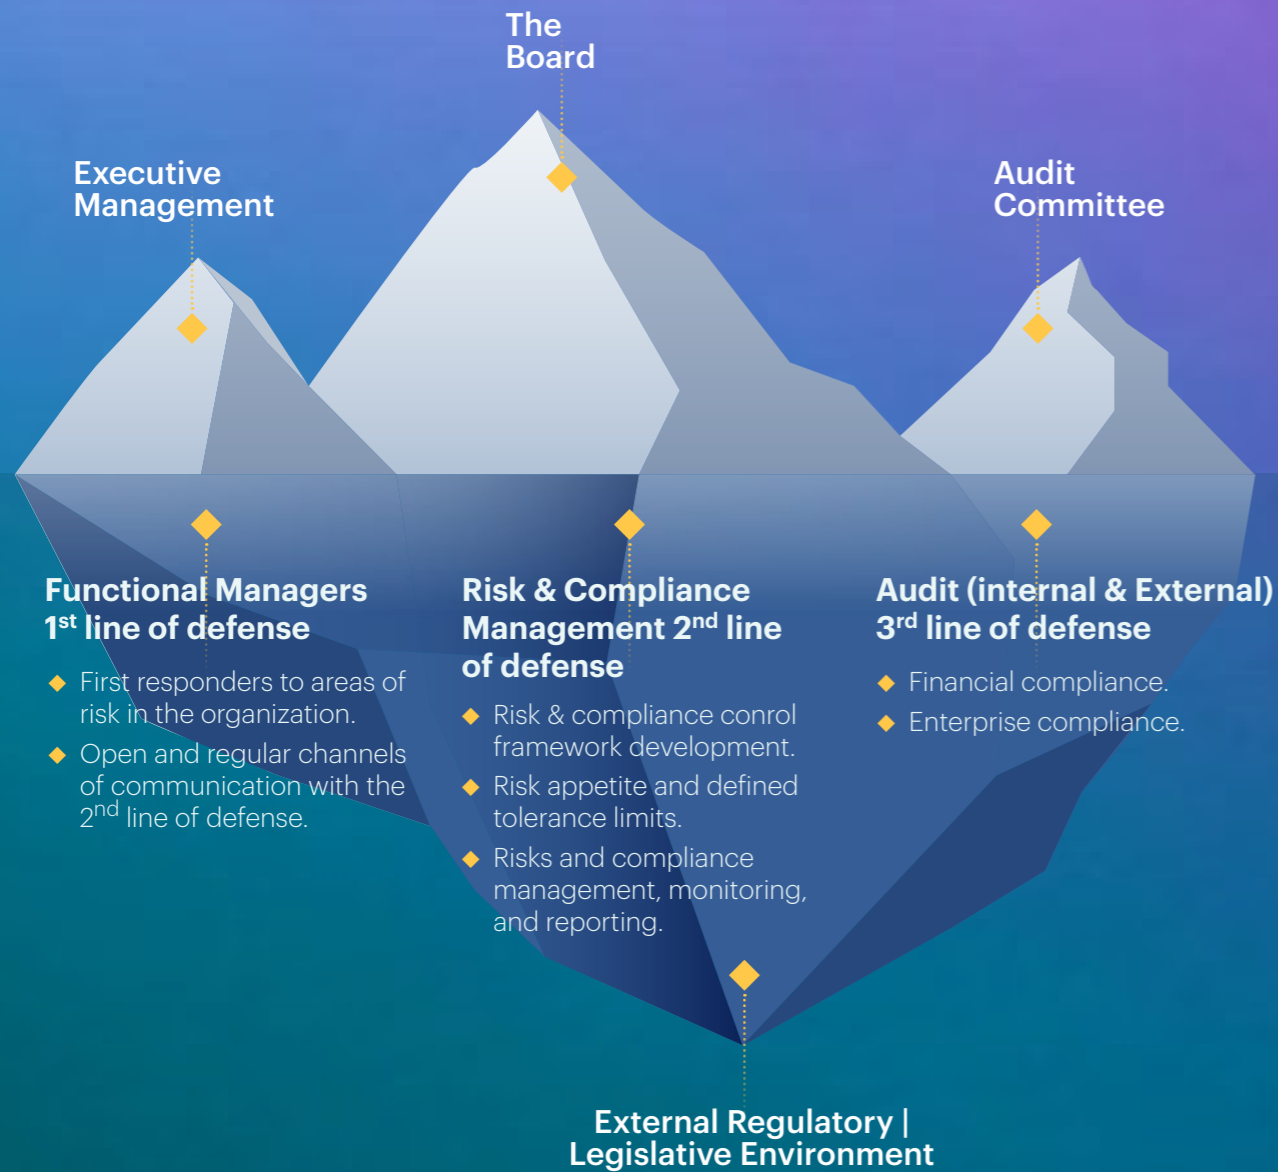 The
Board
Executive
Management
Audit
Committee
Functional Managers
1st line of defense
First responders to areas of
risk in the organization.
Open and regular channels
of communication with the
2nd line of defense.
Risk & Compliance
Management 2nd line
of defense
Risk & compliance conrol
framework development.
Risk appetite and defined
tolerance limits.
Risks and compliance
management, monitoring,
and reporting.
Audit (internal & External)
3rd line of defense
Financial compliance.
Enterprise compliance.
External Regulatory |
Legislative Environment